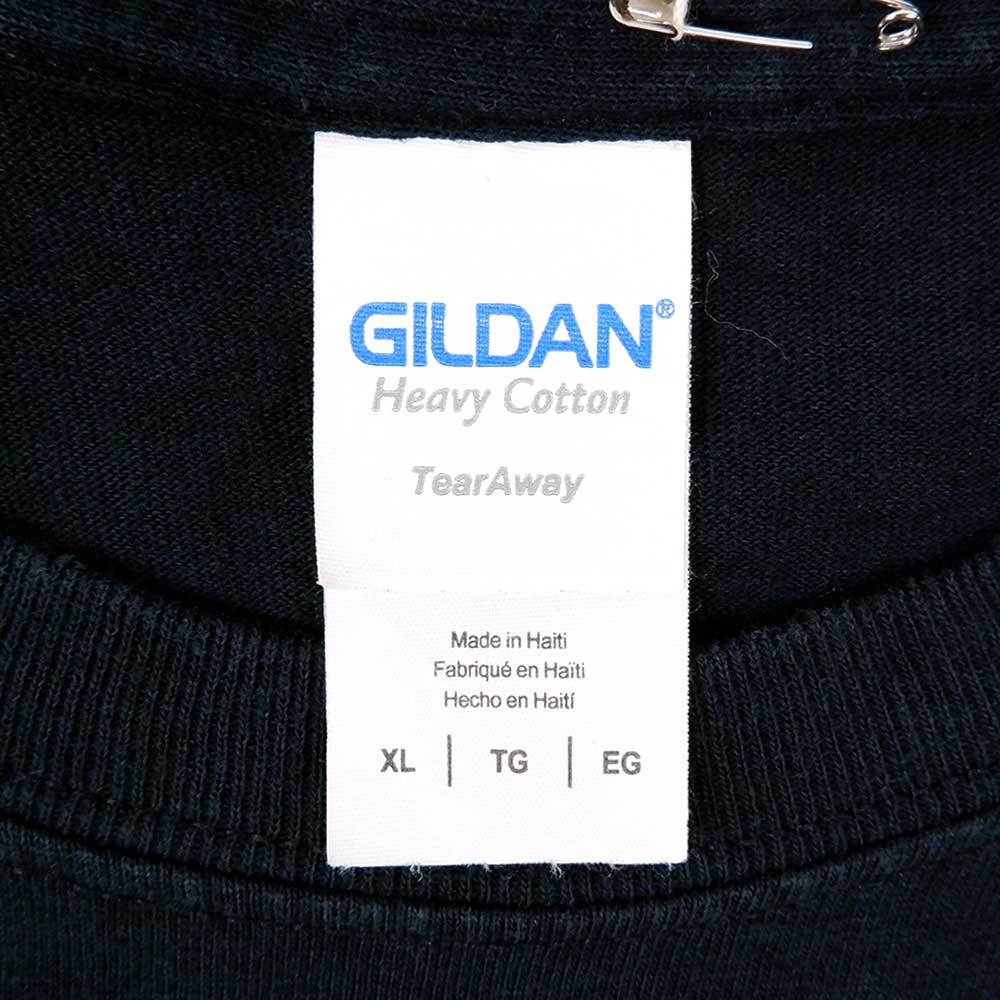 GILDAN®
Heavy Cotton
TearAway
Made in Haiti
Fabriqué en Haïti
Hecho en Haití
XL | TG | EG